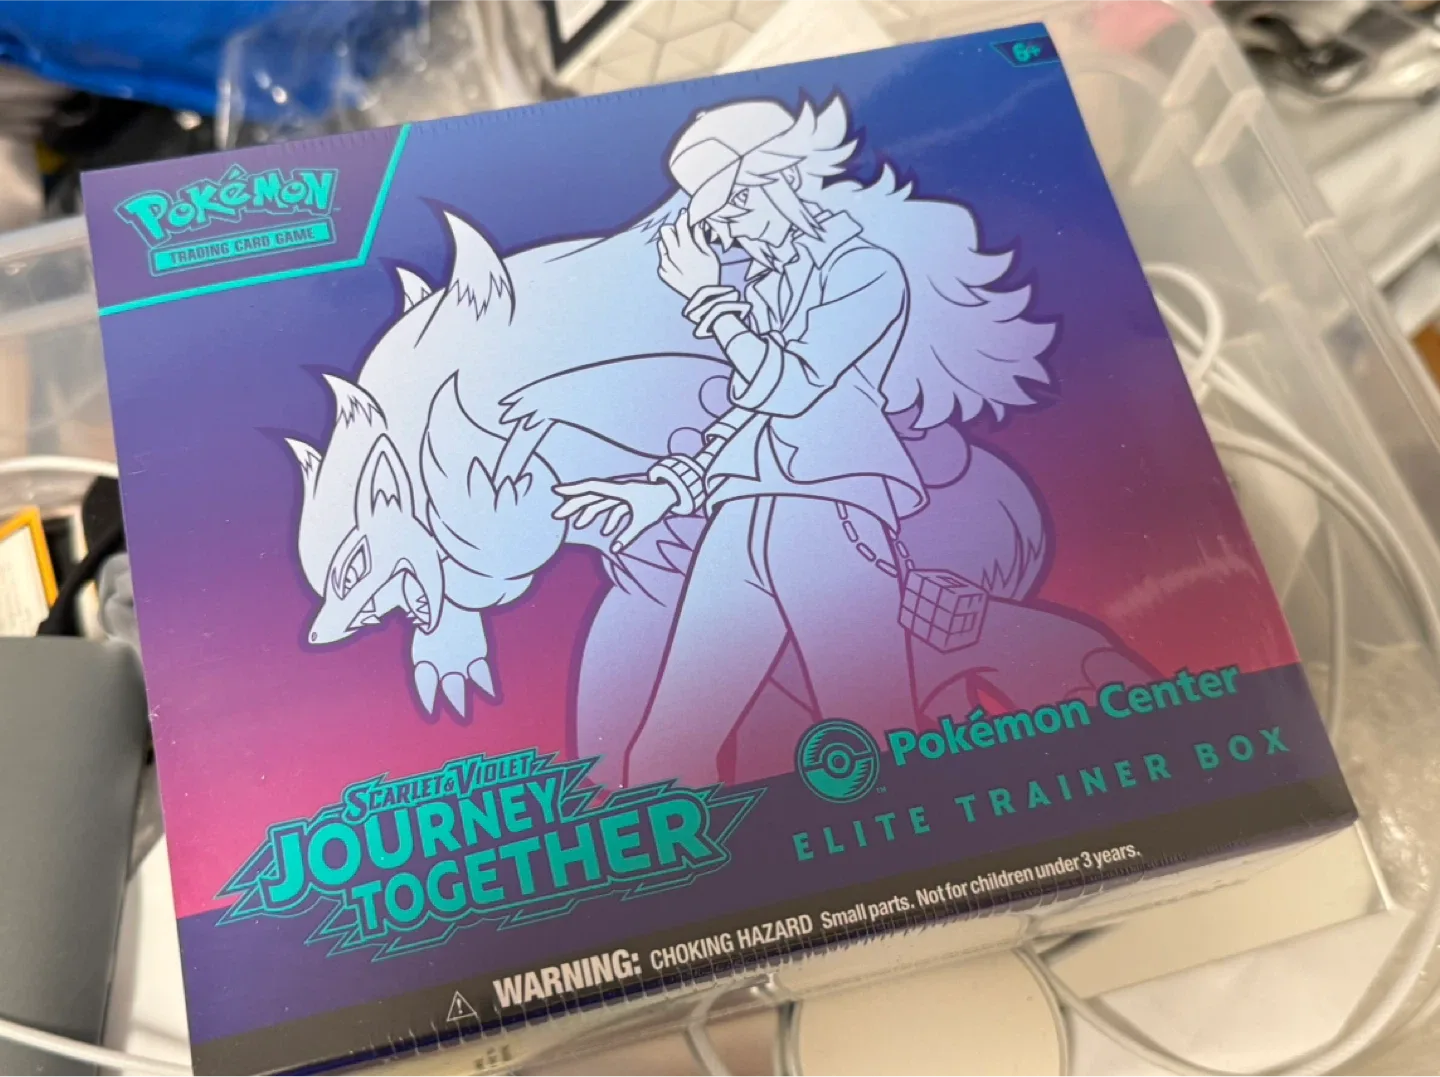 6+
POKéMON
TRADING CARD GAME
SCARLET & VIOLET
JOURNEY
TOGETHER
Pokémon Center
ELITE TRAINER BOX
WARNING: CHOKING HAZARD Small parts. Not for children under 3 years.